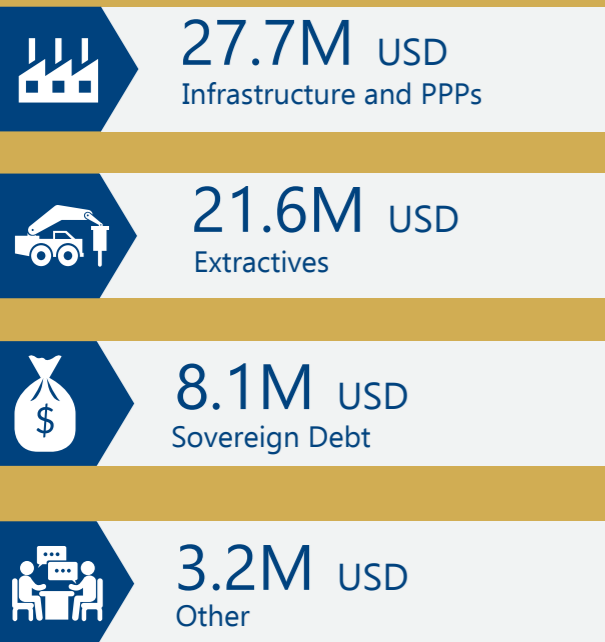 27.7M USD
Infrastructure and PPPs
21.6M USD
Extractives
$
8.1M USD
Sovereign Debt
3.2M USD
Other